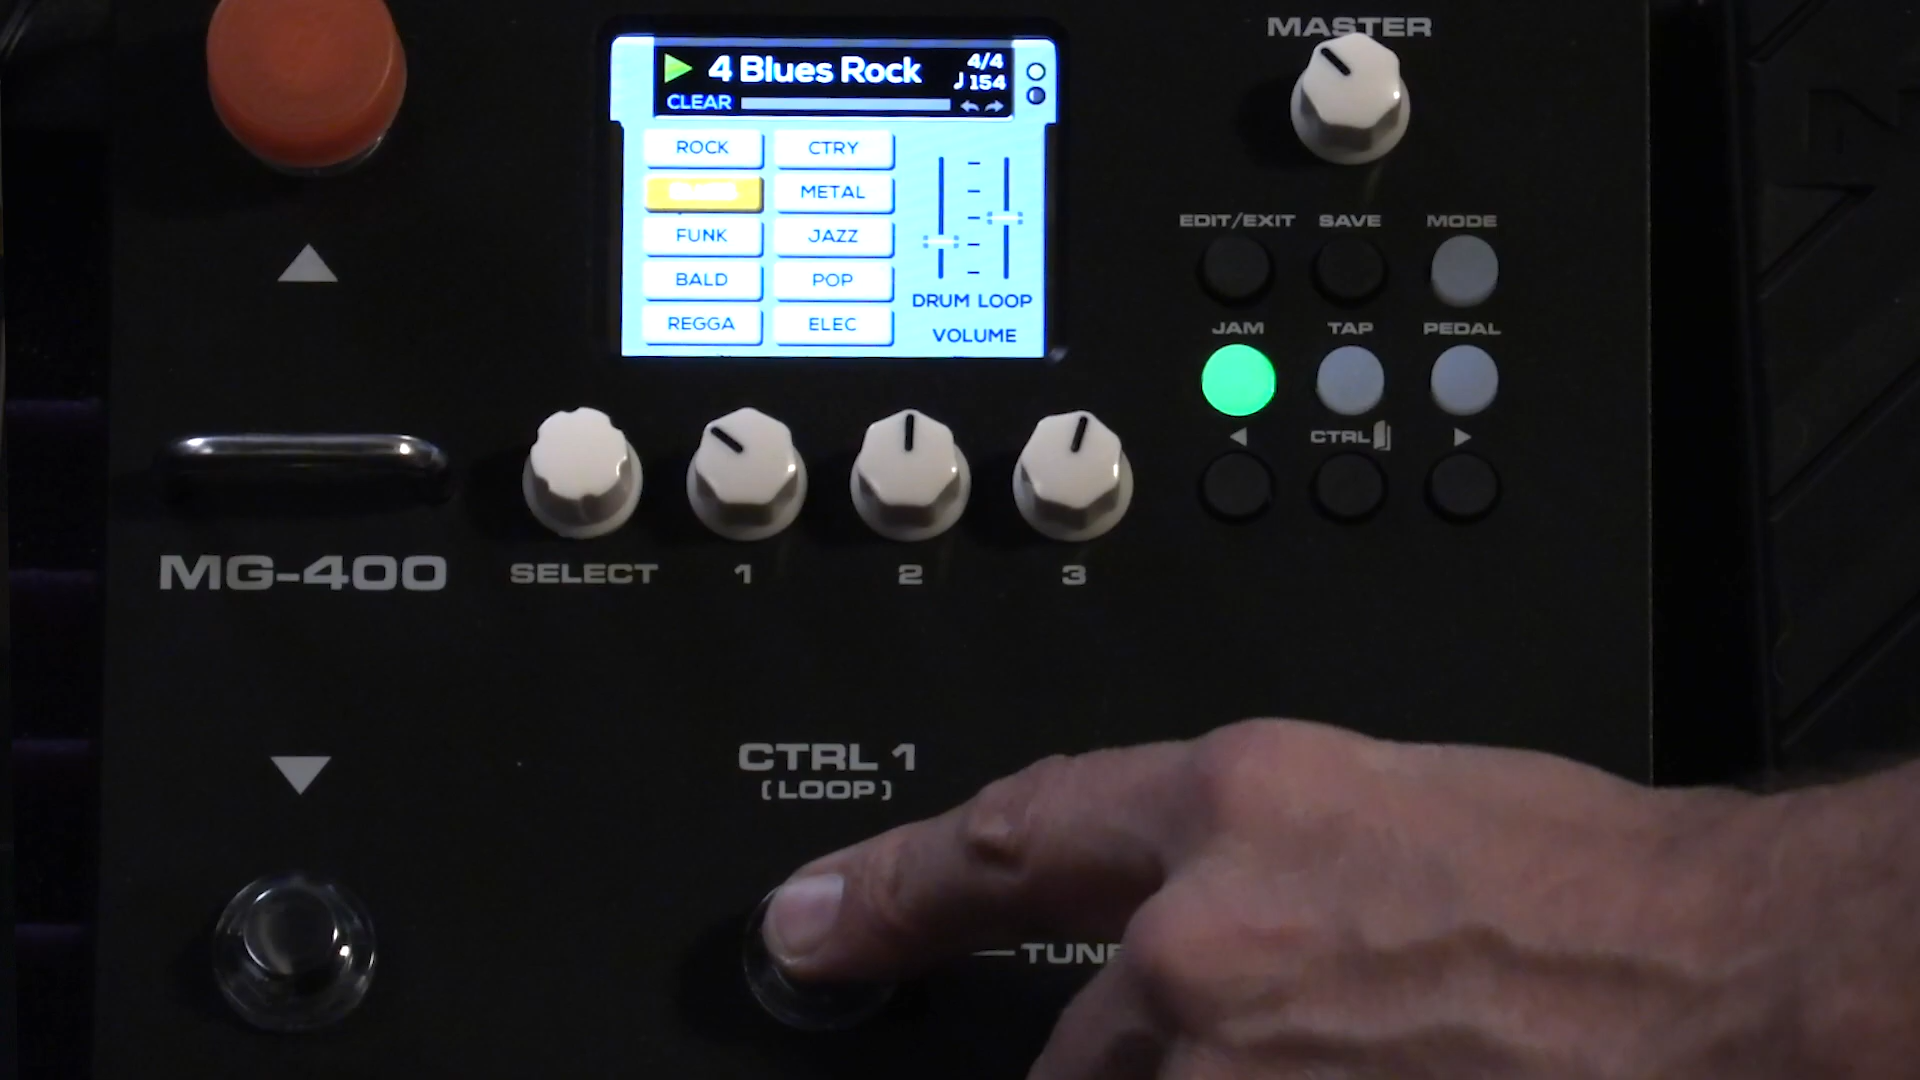 MASTER
4 Blues Rock
4/4
♩154
CLEAR
ROCK
CTRY
BLUES
METAL
FUNK
JAZZ
BALD
POP
REGGA
ELEC
DRUM LOOP
VOLUME
EDIT/EXIT
SAVE
MODE
JAM
TAP
PEDAL
CTRL
MG-400
SELECT
1
2
3
CTRL 1
(LOOP)